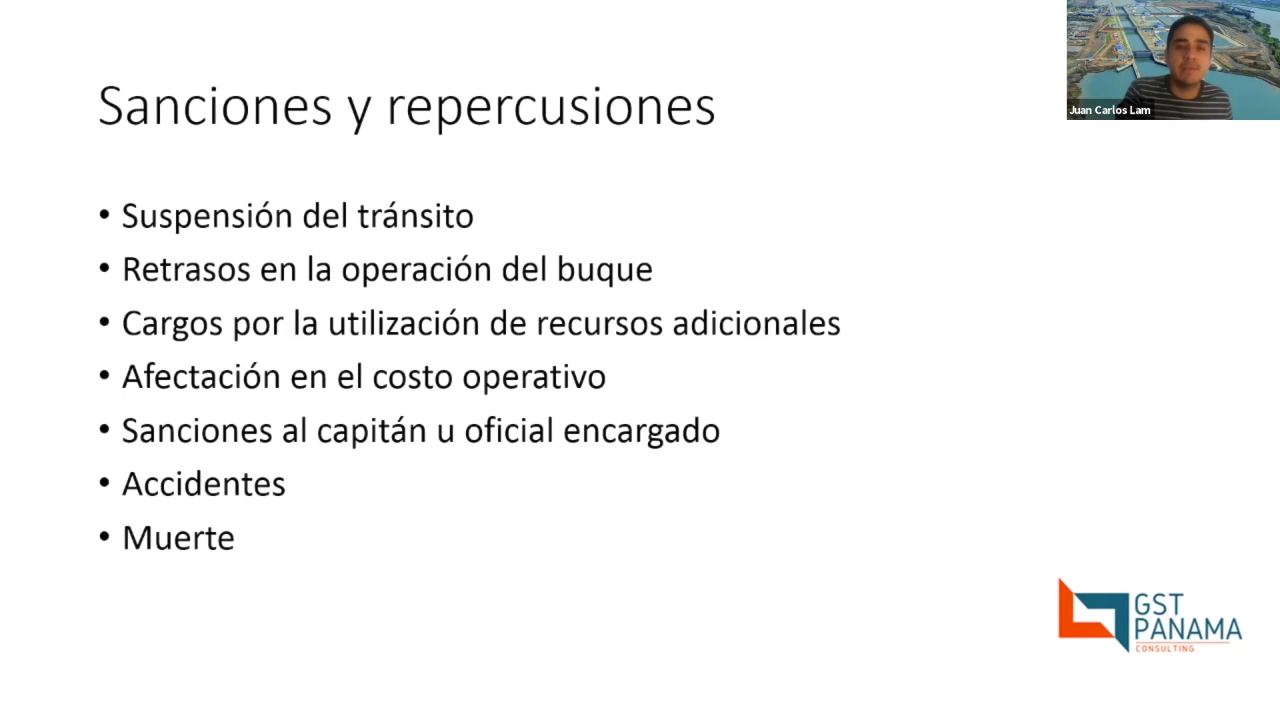 Sanciones y repercusiones
Juan Carlos Lam
• Suspensión del tránsito
• Retrasos en la operación del buque
• Cargos por la utilización de recursos adicionales
• Afectación en el costo operativo
• Sanciones al capitán u oficial encargado
• Accidentes
• Muerte
GST
PANAMA
CONSULTING